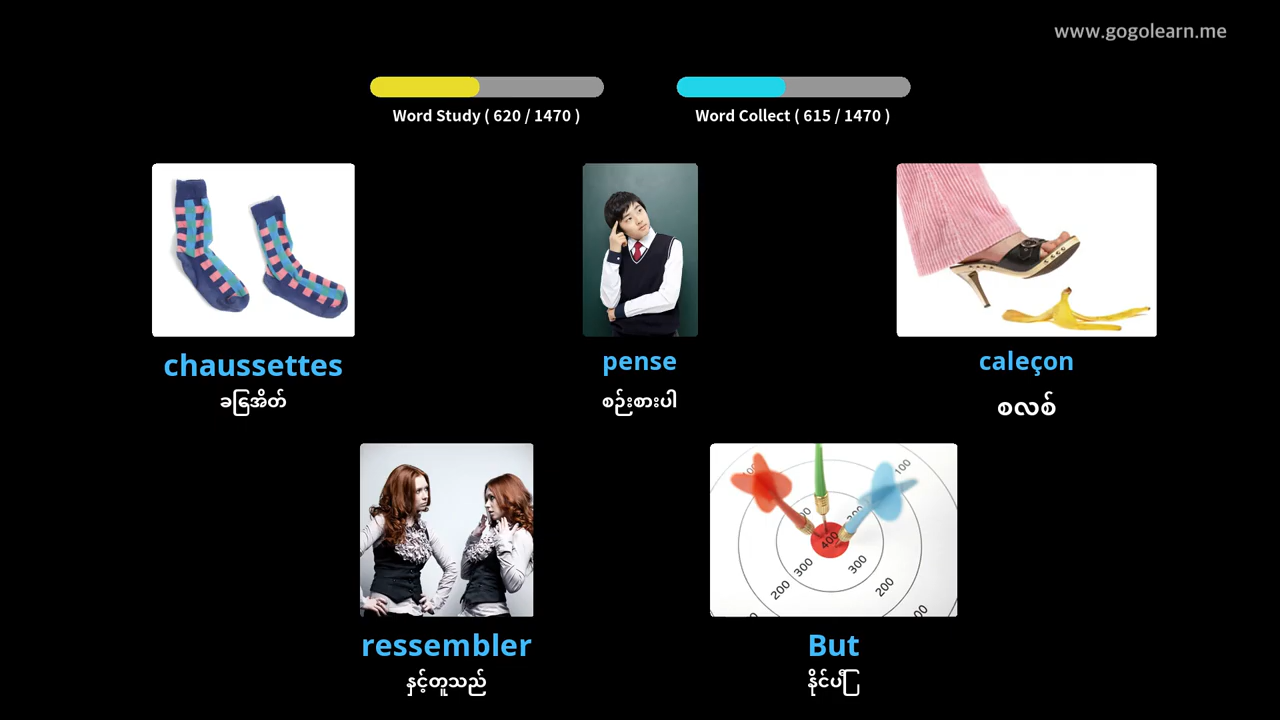 www.gogolearn.me
Word Study ( 620 / 1470 )
Word Collect ( 615 / 1470 )
chaussettes
ခြေအိတ်
pense
စဉ်းစားပါ
caleçon
စလစ်
ressembler
နှင့်တူသည်
But
နိုင်ပြီ
100
100
200
400
300
300
200
200